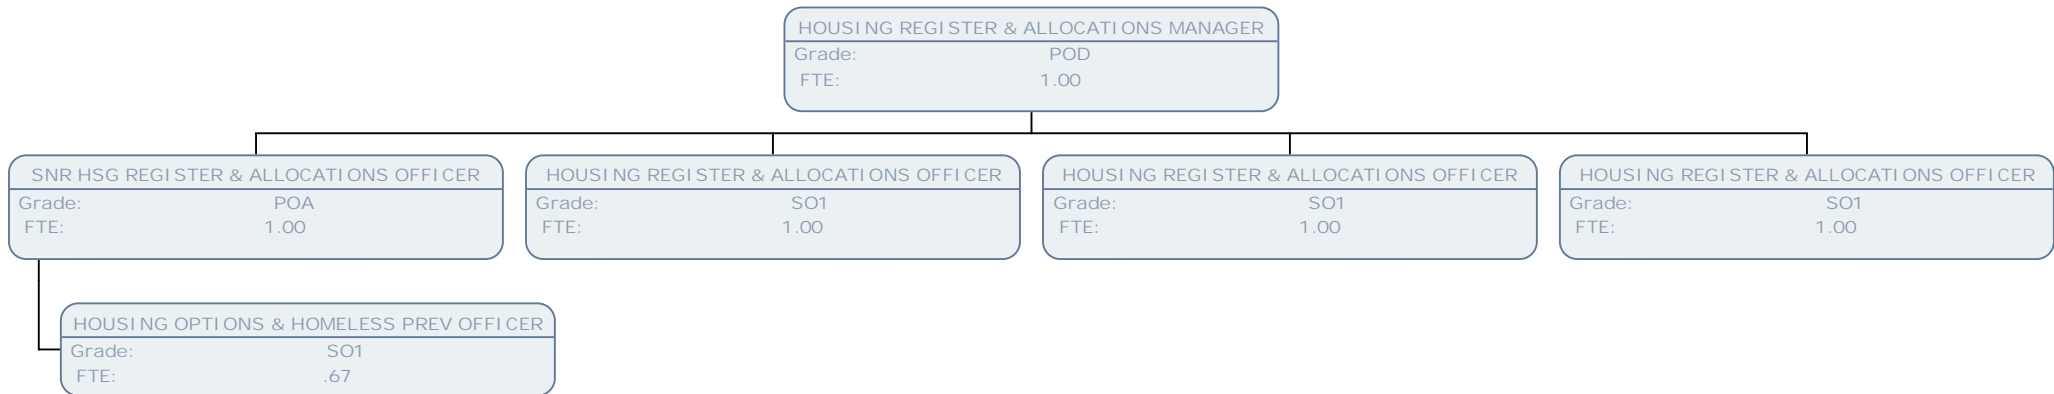 HOUSING REGISTER & ALLOCATIONS MANAGER
Grade: POD
FTE: 1.00
SNR HSG REGISTER & ALLOCATIONS OFFICER
Grade: POA
FTE: 1.00
HOUSING REGISTER & ALLOCATIONS OFFICER
Grade: SO1
FTE: 1.00
HOUSING REGISTER & ALLOCATIONS OFFICER
Grade: SO1
FTE: 1.00
HOUSING REGISTER & ALLOCATIONS OFFICER
Grade: SO1
FTE: 1.00
HOUSING OPTIONS & HOMELESS PREV OFFICER
Grade: SO1
FTE: .67